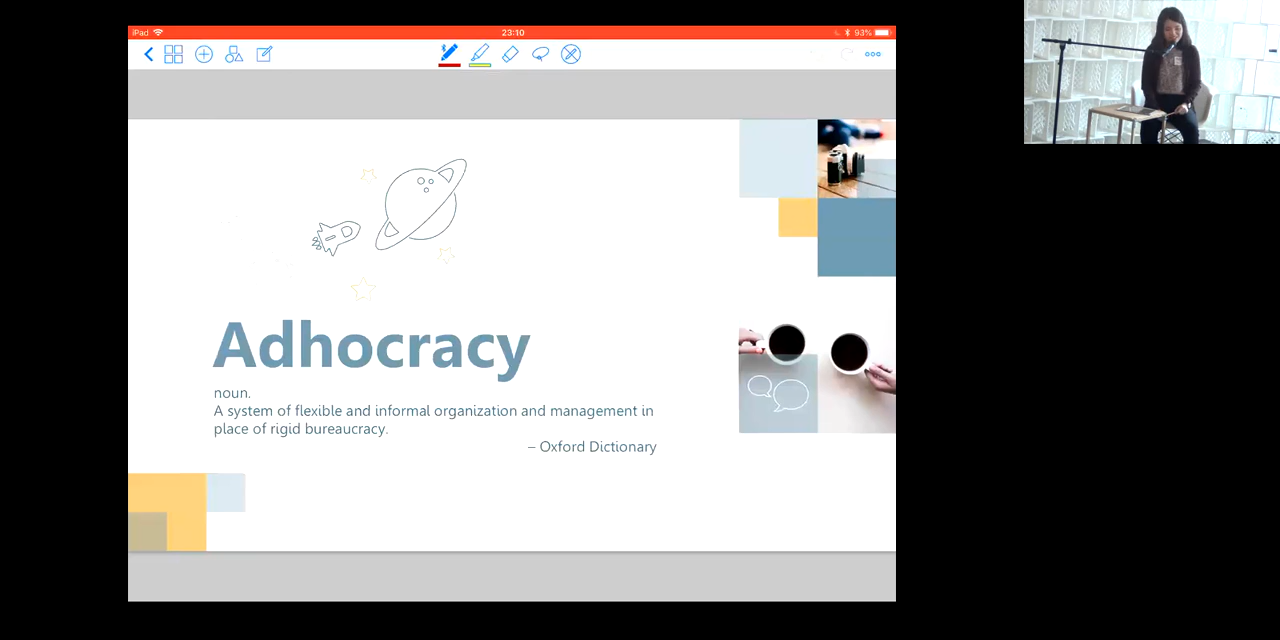 iPad
23:10
93%
Adhocracy
noun.
A system of flexible and informal organization and management in
place of rigid bureaucracy.
– Oxford Dictionary